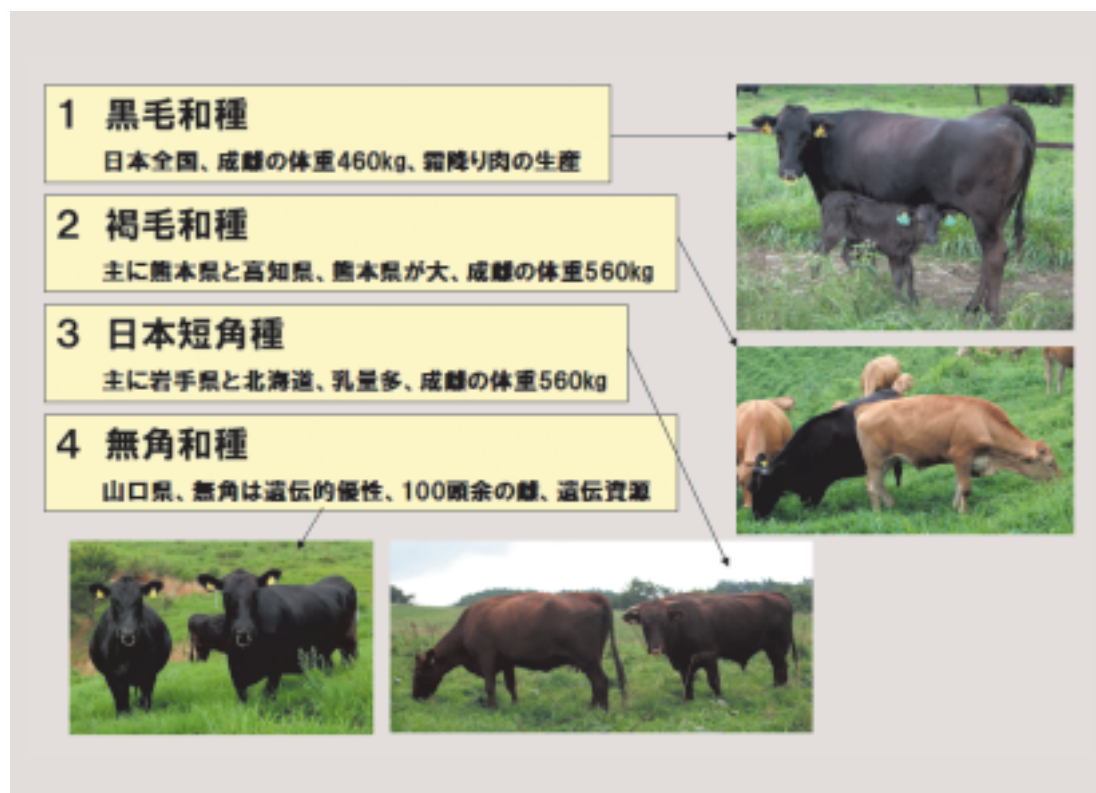 1 黒毛和種
日本全国、成雌の体重460kg、霜降り肉の生産
2 褐毛和種
主に熊本県と高知県、熊本県が大、成雌の体重560kg
3 日本短角種
主に岩手県と北海道、乳量多、成雌の体重560kg
4 無角和種
山口県、無角は遺伝的優性、100頭余の雌、遺伝資源